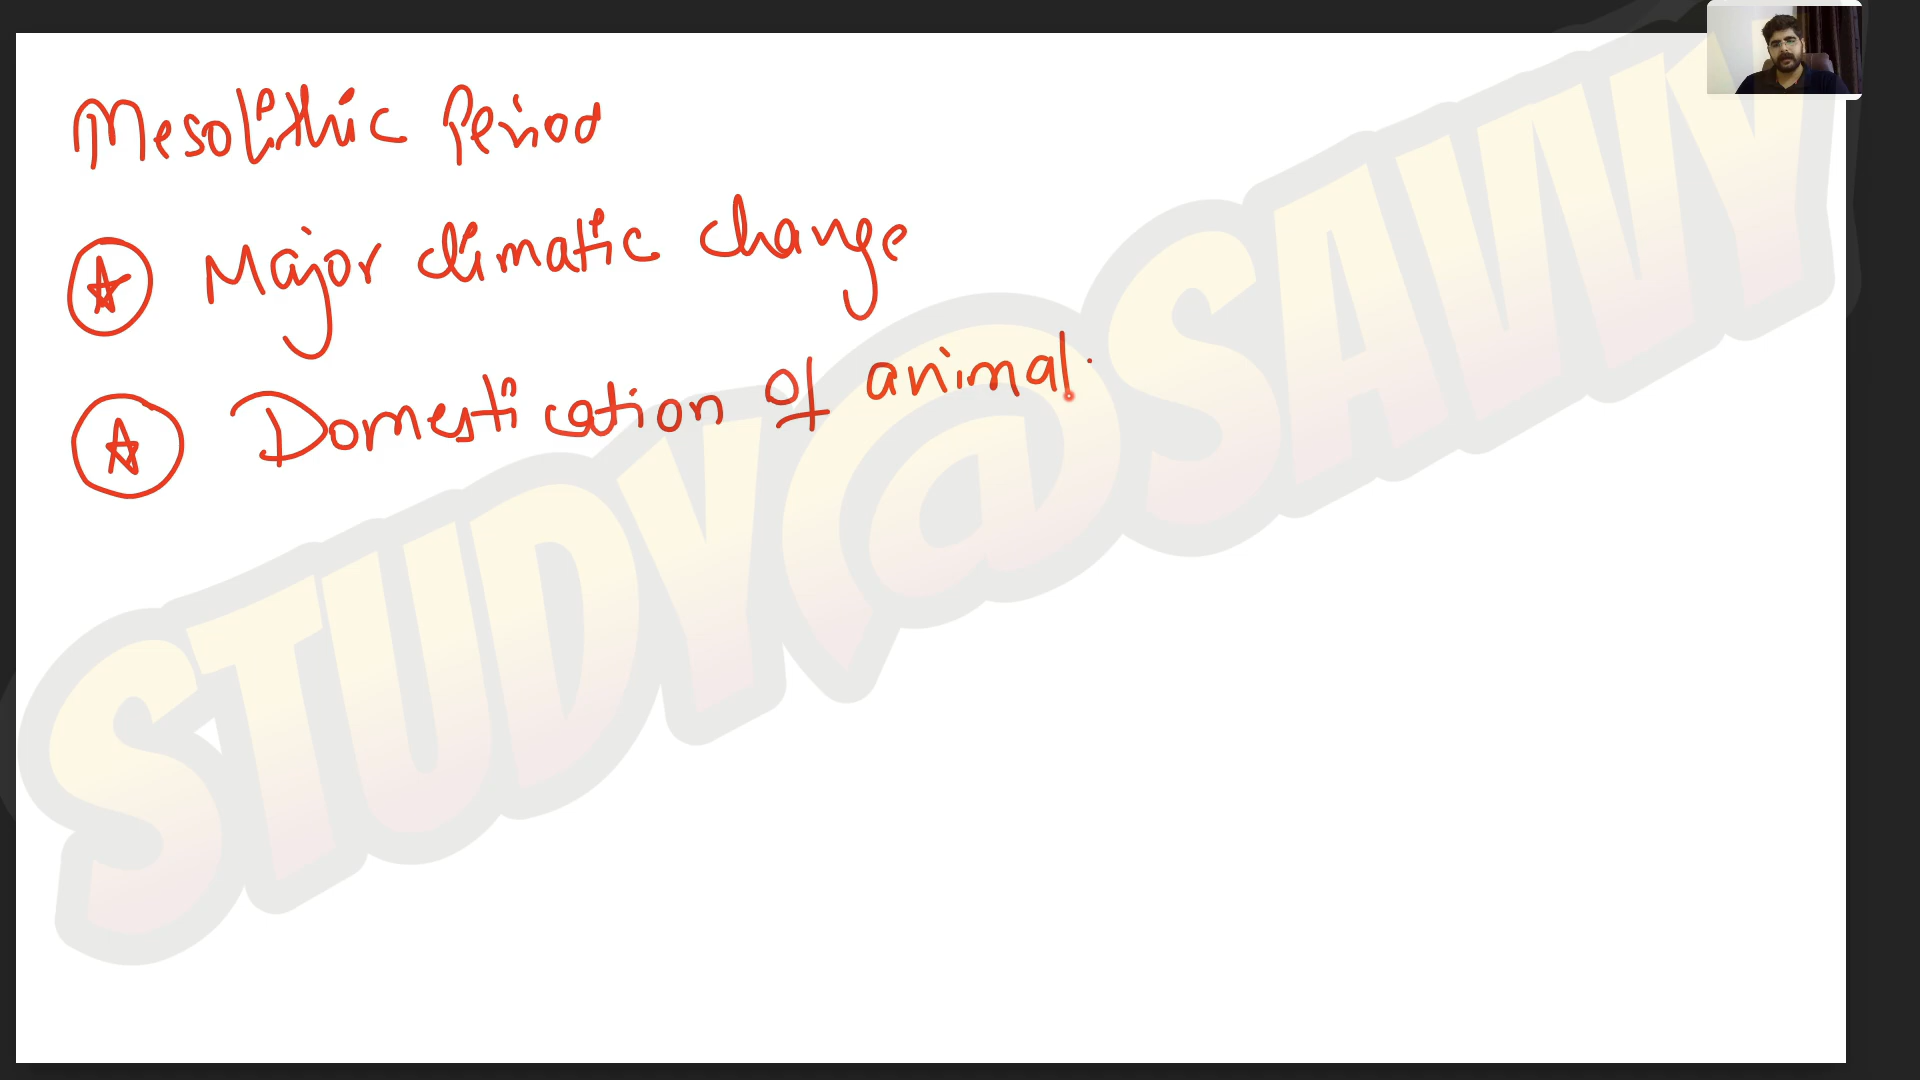 Mesolithic Period
Major climatic change
Domestication of animal
STUDY@SAVVY